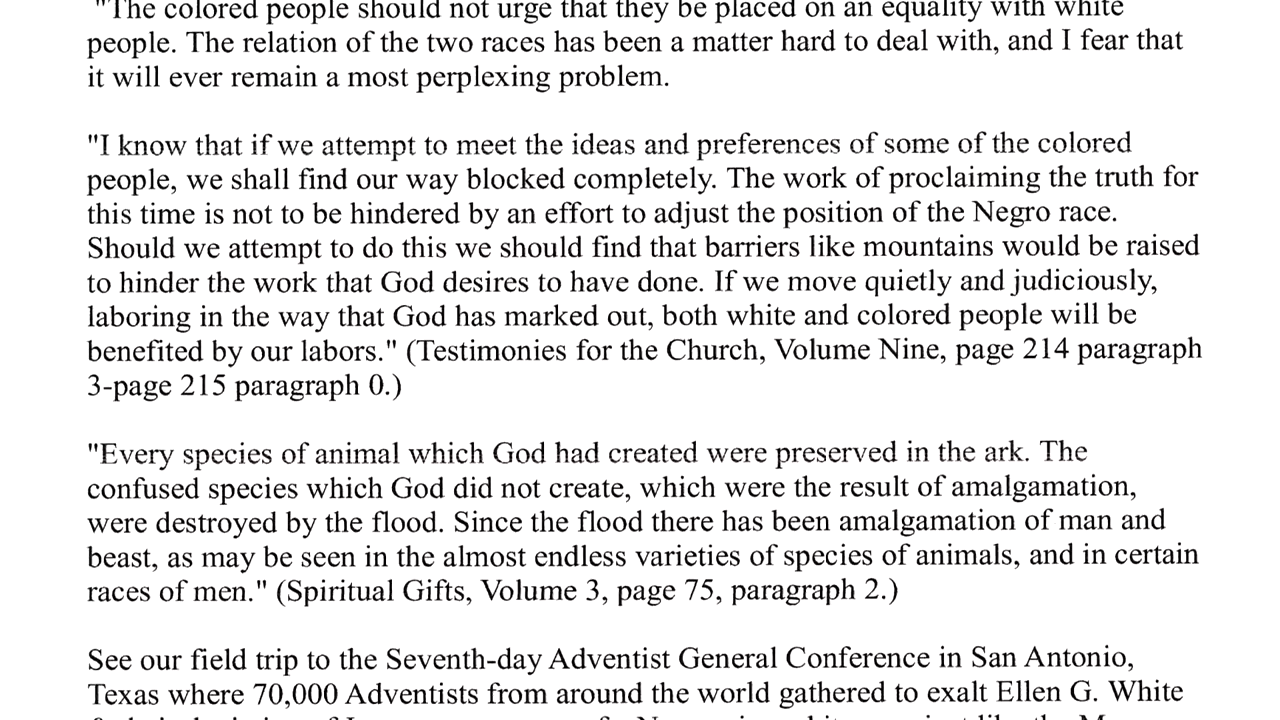 "The colored people should not urge that they be placed on an equality with white
people. The relation of the two races has been a matter hard to deal with, and I fear that
it will ever remain a most perplexing problem.
"I know that if we attempt to meet the ideas and preferences of some of the colored
people, we shall find our way blocked completely. The work of proclaiming the truth for
this time is not to be hindered by an effort to adjust the position of the Negro race.
Should we attempt to do this we should find that barriers like mountains would be raised
to hinder the work that God desires to have done. If we move quietly and judiciously,
laboring in the way that God has marked out, both white and colored people will be
benefited by our labors." (Testimonies for the Church, Volume Nine, page 214 paragraph
3-page 215 paragraph 0.)
"Every species of animal which God had created were preserved in the ark. The
confused species which God did not create, which were the result of amalgamation,
were destroyed by the flood. Since the flood there has been amalgamation of man and
beast, as may be seen in the almost endless varieties of species of animals, and in certain
races of men." (Spiritual Gifts, Volume 3, page 75, paragraph 2.)
See our field trip to the Seventh-day Adventist General Conference in San Antonio,
Texas where 70,000 Adventists from around the world gathered to exalt Ellen G. White